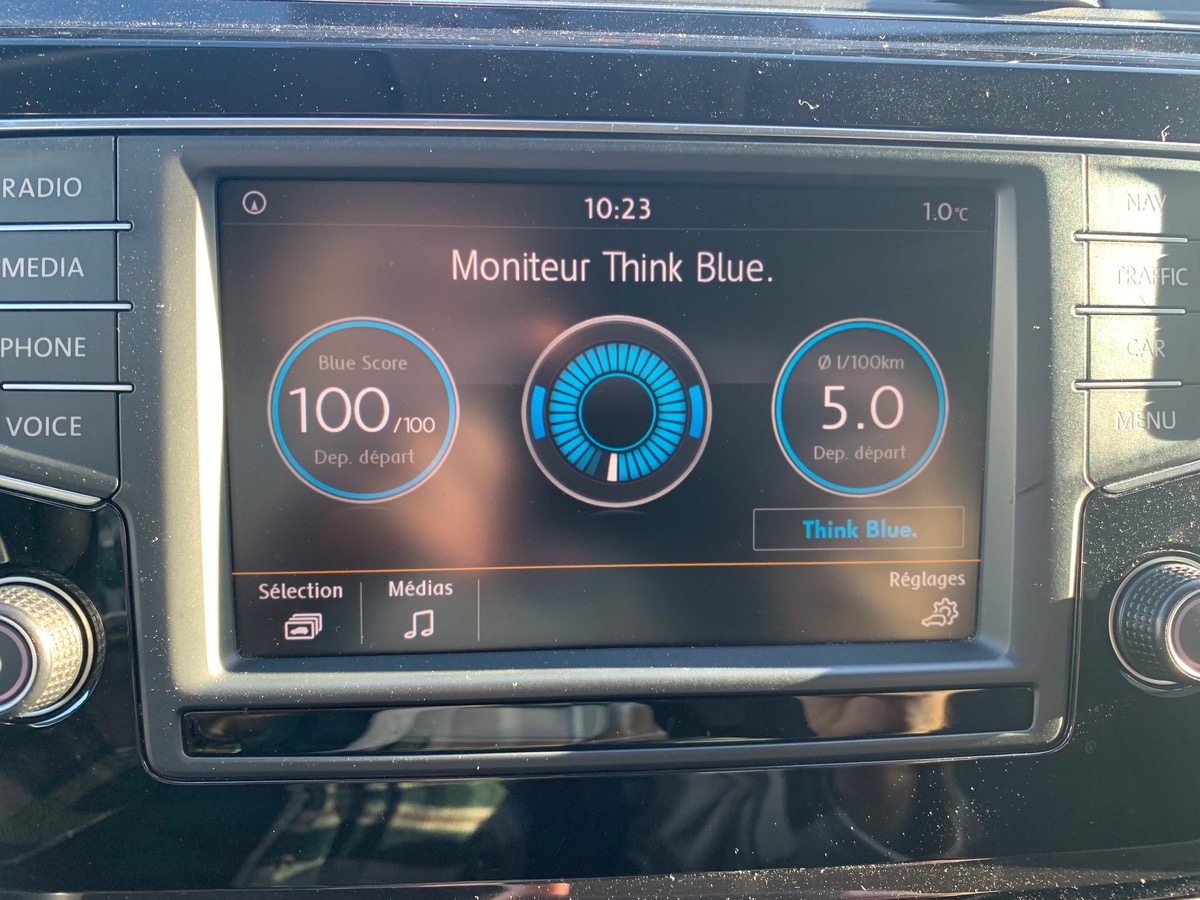 RADIO
MEDIA
PHONE
VOICE
10:23
1.0°C
Moniteur Think Blue.
Blue Score
100/100
Dep. départ
Ø l/100km
5.0
Dep. départ
Think Blue.
Sélection
Médias
Réglages
NAV
TRAFFIC
CAR
MENU